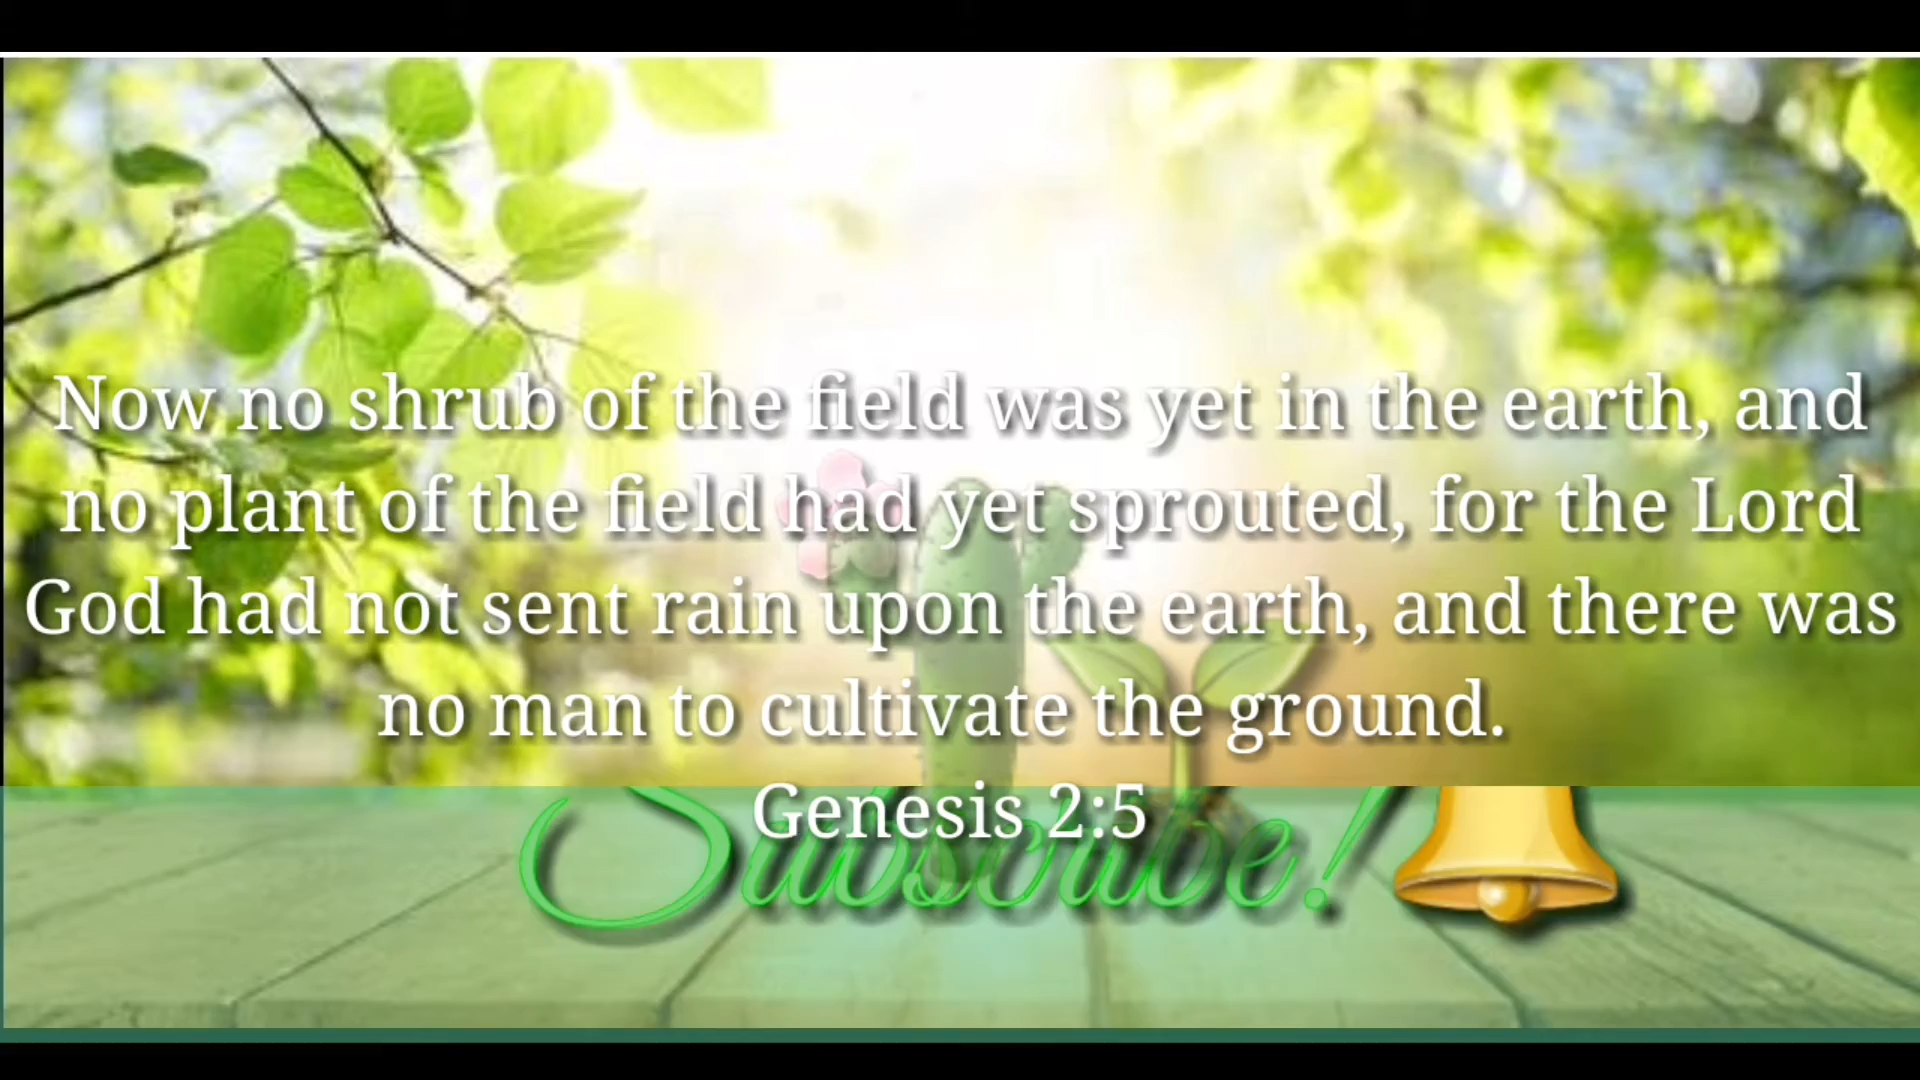 Now no shrub of the field was yet in the earth, and
no plant of the field had yet sprouted, for the Lord
God had not sent rain upon the earth, and there was
no man to cultivate the ground.
Genesis 2:5
Subscribe!